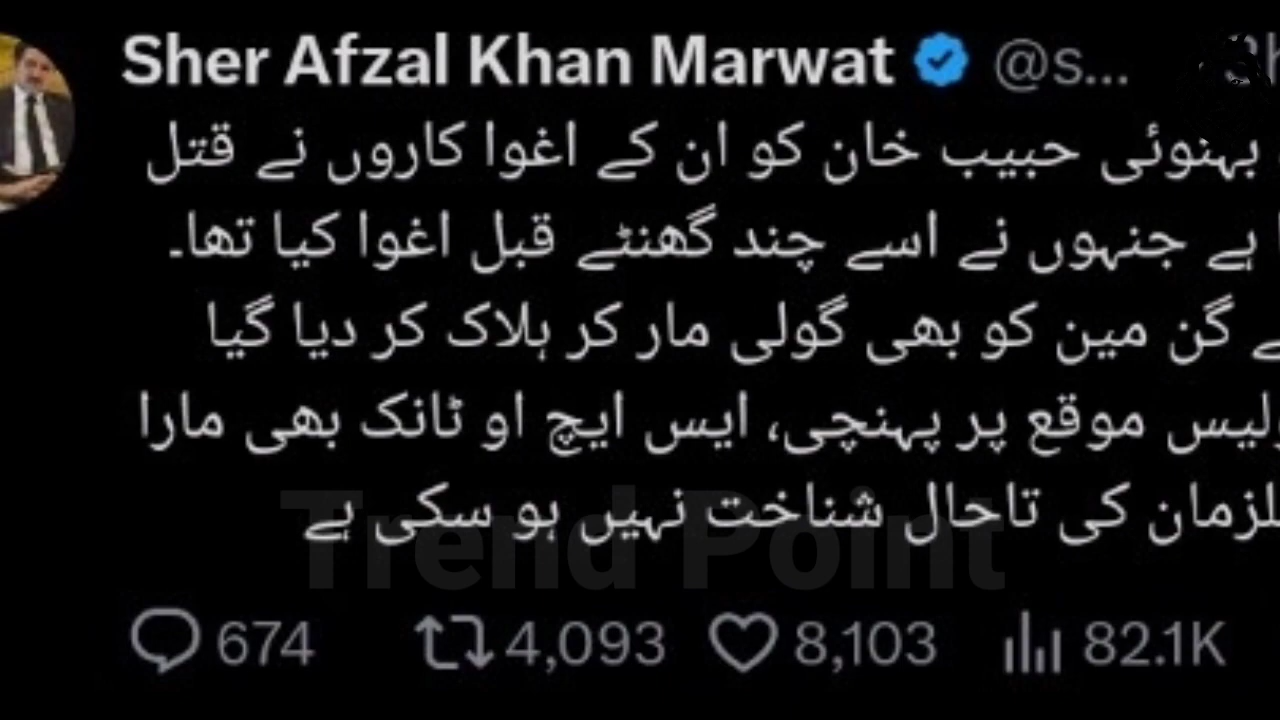 Sher Afzal Khan Marwat @s...
بہنوئی حبیب خان کو ان کے اغوا کاروں نے قتل
ہے جنہوں نے اسے چند گھنٹے قبل اغوا کیا تھا۔
گن مین کو بھی گولی مار کر ہلاک کر دیا گیا
موقع پر پہنچی، ایس ایچ او ٹانک بھی مارا
کی تاحال شناخت نہیں ہو سکی ہے
Trend Point
674 4,093 8,103 82.1K